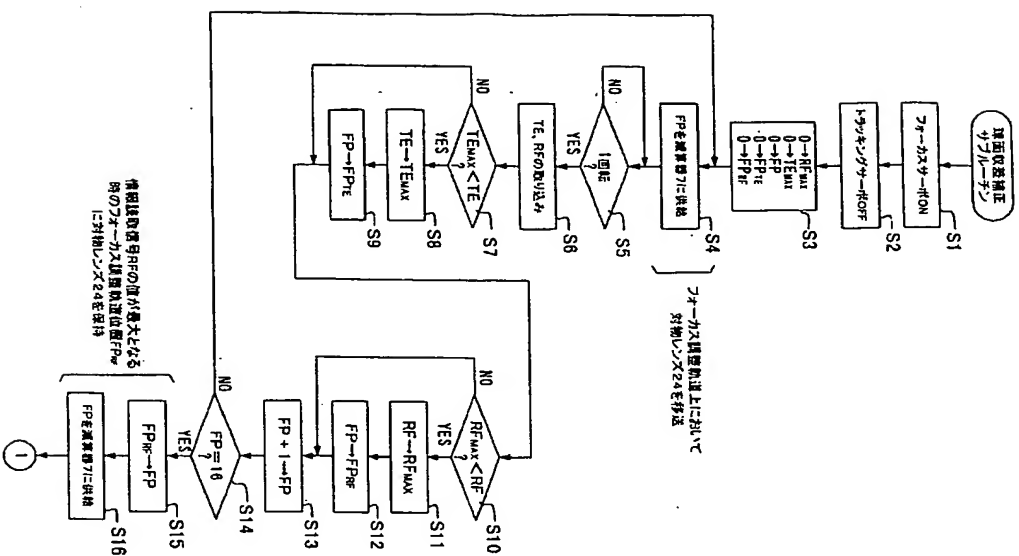 球面収差補正
サブルーチン
フォーカスサーボON
S1
トラッキングサーボOFF
S2
0→RFMAX
0→TEMAX
0→FP
0→FPTE
0→FPRF
S3
FPを減算器7に供給
S4
フォーカス調整軌道上において
対物レンズ24を移送
1回転
?
S5
NO
YES
TE、RFの取り込み
S6
TEMAX<TE
?
S7
NO
YES
TE→TEMAX
S8
FP→FPTE
S9
RFMAX<RF
?
S10
NO
YES
RF→RFMAX
S11
FP→FPRF
S12
FP+1→FP
S13
FP=16
?
S14
NO
YES
FPRF→FP
S15
FPを減算器7に供給
S16
情報読取信号RFの値が最大となる
時のフォーカス調整軌道位置FPRF
に対物レンズ24を保持
1